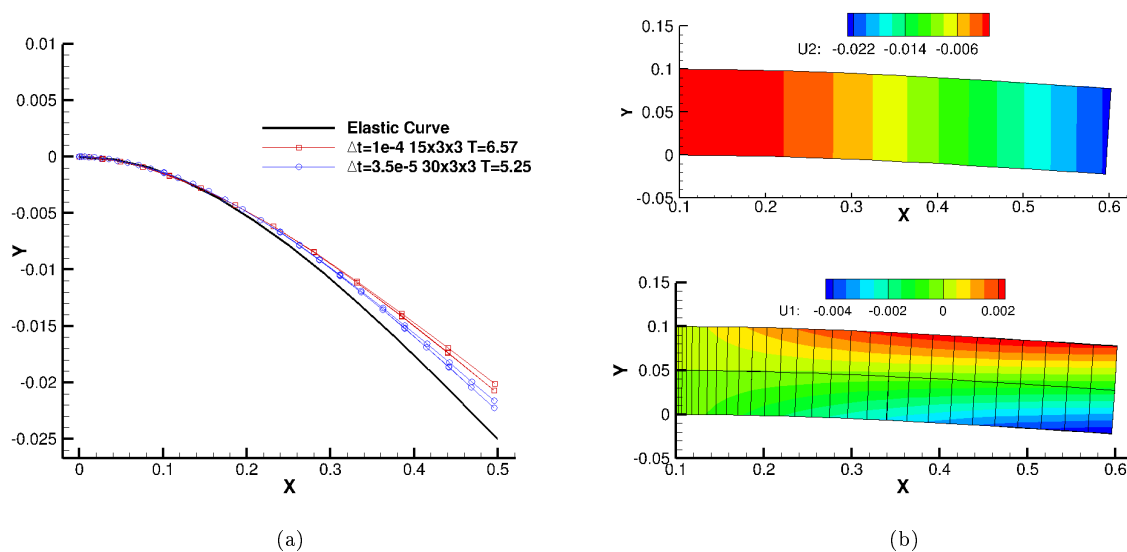 0.01
0.005
0
-0.005
-0.01
-0.015
-0.02
-0.025
Y
0
0.1
0.2
0.3
0.4
0.5
X
Elastic Curve
Δt=1e-4 15x3x3 T=6.57
Δt=3.5e-5 30x3x3 T=5.25
(a)
U2: -0.022 -0.014 -0.006
0.15
0.1
0.05
0
-0.05
Y
0.1
0.2
0.3
0.4
0.5
0.6
X
U1: -0.004 -0.002 0 0.002
0.15
0.1
0.05
0
-0.05
Y
0.1
0.2
0.3
0.4
0.5
0.6
X
(b)